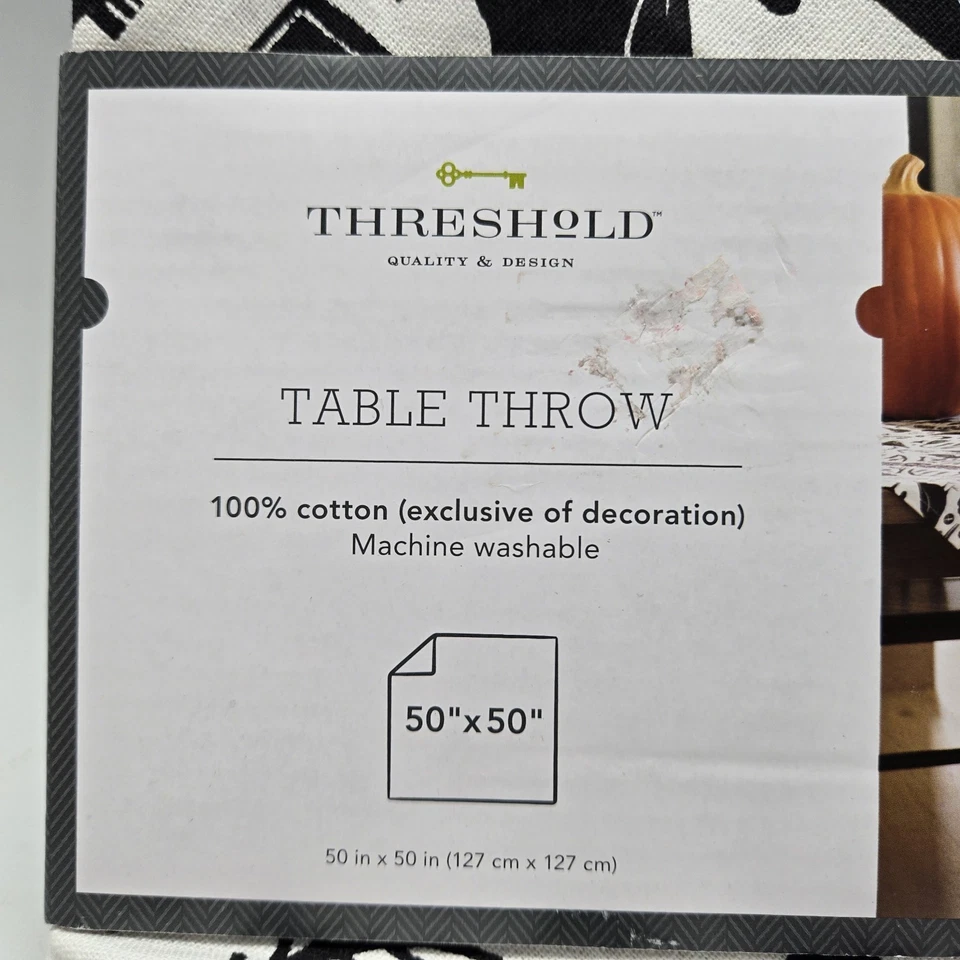 THRESHOLD™
QUALITY & DESIGN
TABLE THROW
100% cotton (exclusive of decoration)
Machine washable
50"x50"
50 in x 50 in (127 cm x 127 cm)